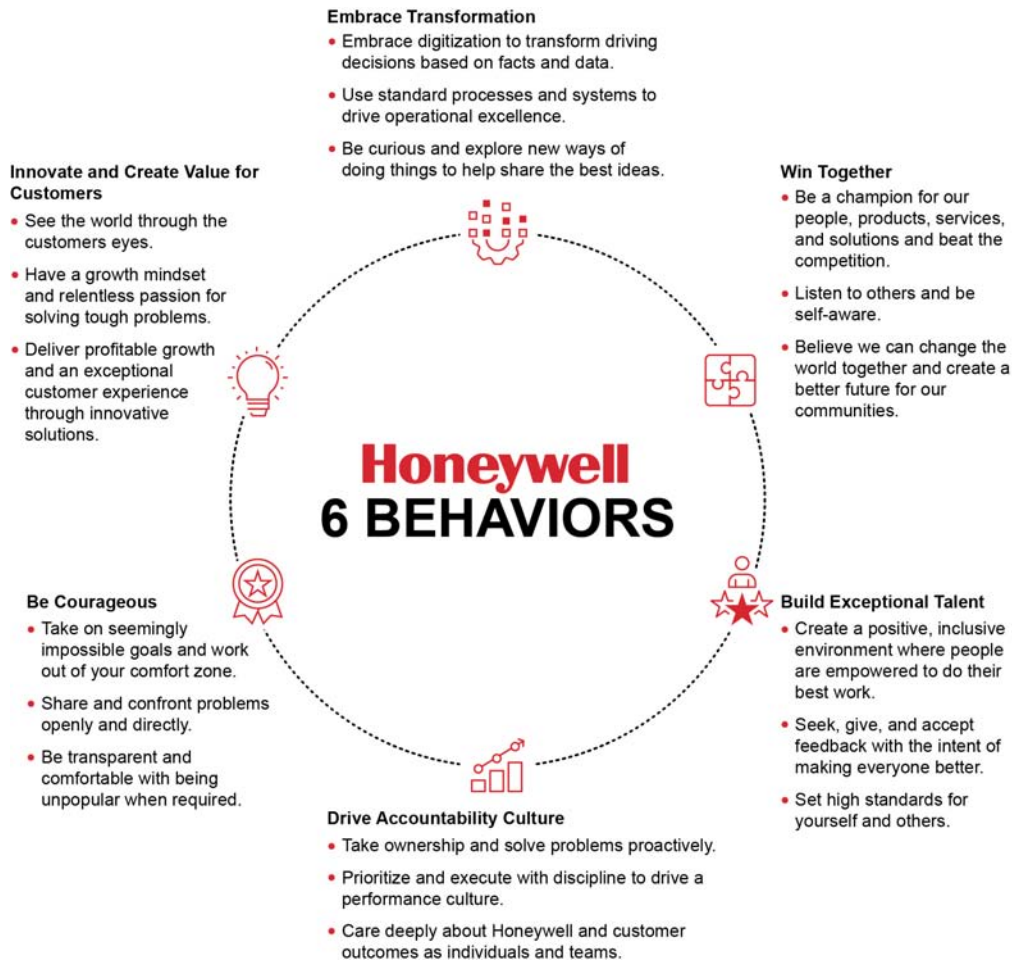 Embrace Transformation
• Embrace digitization to transform driving
decisions based on facts and data.
• Use standard processes and systems to
drive operational excellence.
• Be curious and explore new ways of
doing things to help share the best ideas.
Innovate and Create Value for
Customers
• See the world through the
customers eyes.
• Have a growth mindset
and relentless passion for
solving tough problems.
• Deliver profitable growth
and an exceptional
customer experience
through innovative
solutions.
Win Together
• Be a champion for our
people, products, services,
and solutions and beat the
competition.
• Listen to others and be
self-aware.
• Believe we can change the
world together and create a
better future for our
communities.
Honeywell
6 BEHAVIORS
Be Courageous
• Take on seemingly
impossible goals and work
out of your comfort zone.
• Share and confront problems
openly and directly.
• Be transparent and
comfortable with being
unpopular when required.
Build Exceptional Talent
• Create a positive, inclusive
environment where people
are empowered to do their
best work.
• Seek, give, and accept
feedback with the intent of
making everyone better.
• Set high standards for
yourself and others.
Drive Accountability Culture
• Take ownership and solve problems proactively.
• Prioritize and execute with discipline to drive a
performance culture.
• Care deeply about Honeywell and customer
outcomes as individuals and teams.